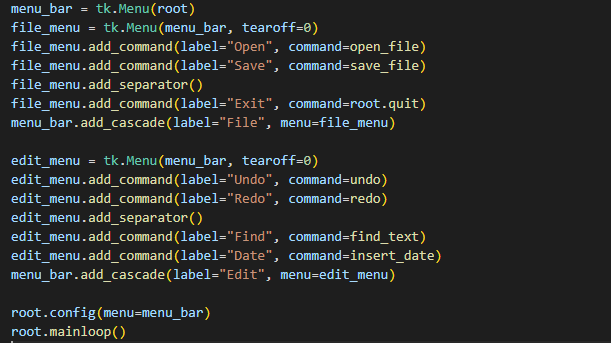 menu_bar = tk.Menu(root)
file_menu = tk.Menu(menu_bar, tearoff=0)
file_menu.add_command(label="Open", command=open_file)
file_menu.add_command(label="Save", command=save_file)
file_menu.add_separator()
file_menu.add_command(label="Exit", command=root.quit)
menu_bar.add_cascade(label="File", menu=file_menu)
edit_menu = tk.Menu(menu_bar, tearoff=0)
edit_menu.add_command(label="Undo", command=undo)
edit_menu.add_command(label="Redo", command=redo)
edit_menu.add_separator()
edit_menu.add_command(label="Find", command=find_text)
edit_menu.add_command(label="Date", command=insert_date)
menu_bar.add_cascade(label="Edit", menu=edit_menu)
root.config(menu=menu_bar)
root.mainloop()